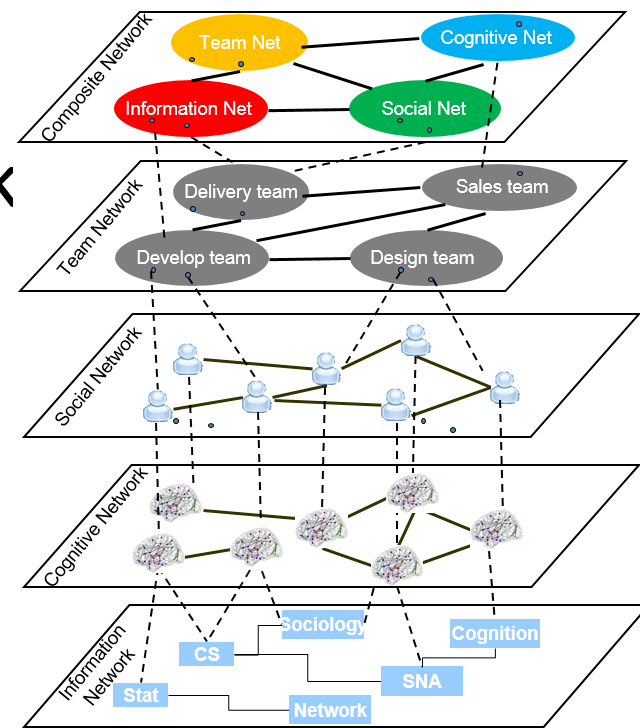 Composite Network
Team Net
Cognitive Net
Information Net
Social Net
Team Network
Delivery team
Sales team
Develop team
Design team
Social Network
Cognitive Network
Information
Network
Sociology
Cognition
CS
SNA
Stat
Network